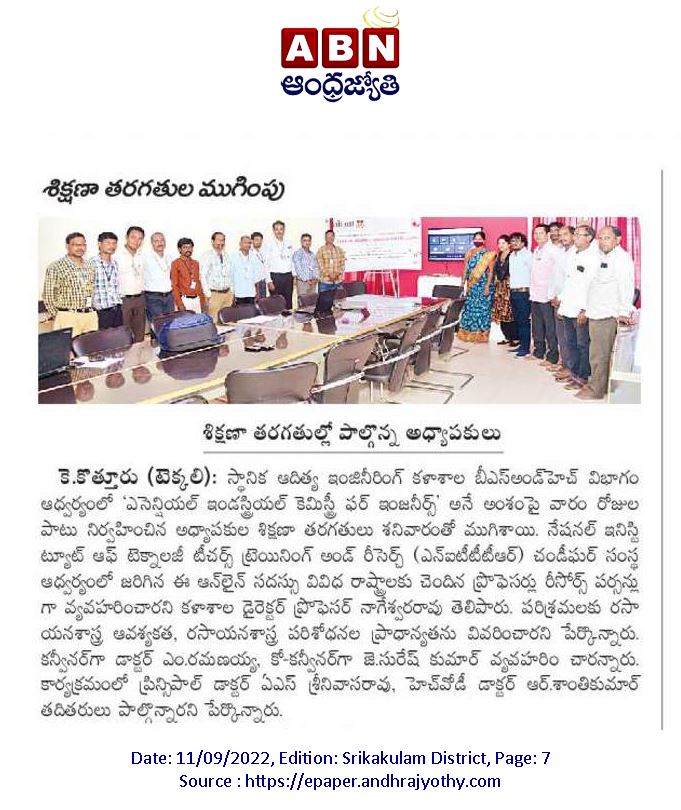 ABN
ఆంధ్రజ్యోతి
శిక్షణా తరగతుల ముగింపు
శిక్షణా తరగతుల్లో పాల్గొన్న అధ్యాపకులు
కె.కొత్తూరు (టెక్కలి): స్థానిక ఆదిత్య ఇంజినీరింగ్ కళాశాల బీఎస్అండ్‌హెచ్ విభాగం
ఆధ్వర్యంలో 'ఎసెన్షియల్ ఇండస్ట్రియల్ కెమిస్ట్రీ ఫర్ ఇంజనీర్స్' అనే అంశంపై వారం రోజుల
పాటు నిర్వహించిన అధ్యాపకుల శిక్షణా తరగతులు శనివారంతో ముగిశాయి. నేషనల్ ఇనిస్టి
ట్యూట్ ఆఫ్ టెక్నాలజీ టీచర్స్ ట్రెయినింగ్ అండ్ రీసెర్చ్ (ఎన్ఐటీటీటీఆర్) చండీఘర్ సంస్థ
ఆధ్వర్యంలో జరిగిన ఈ ఆన్‌లైన్ సదస్సు వివిధ రాష్ట్రాలకు చెందిన ప్రొఫెసర్లు రీసోర్స్ పర్సన్లు
గా వ్యవహరించారని కళాశాల డైరెక్టర్ ప్రొఫెసర్ నాగేశ్వరరావు తెలిపారు. పరిశ్రమలకు రసా
యనశాస్త్ర ఆవశ్యకత, రసాయనశాస్త్ర పరిశోధనల ప్రాధాన్యతను వివరించారని పేర్కొన్నారు.
కన్వీనర్‌గా డాక్టర్ ఎం.రమణయ్య, కో-కన్వీనర్‌గా జె.సురేష్ కుమార్ వ్యవహరిం చారన్నారు.
కార్యక్రమంలో ప్రిన్సిపాల్ డాక్టర్ ఏఎస్ శ్రీనివాసరావు, హెచ్‌వోడీ డాక్టర్ ఆర్.శాంతికుమార్
తదితరులు పాల్గొన్నారని పేర్కొన్నారు.
Date: 11/09/2022, Edition: Srikakulam District, Page: 7
Source : https://epaper.andhrajyothy.com